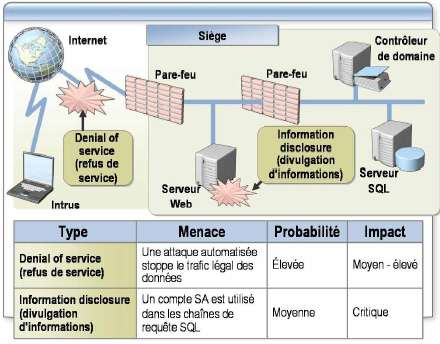 Internet
Siège
Contrôleur
de domaine
Pare-feu
Pare-feu
Denial of
service
(refus de
service)
Information
disclosure
(divulgation
d'informations)
Intrus
Serveur
Web
Serveur
SQL
Type Menace Probabilité Impact
Denial of service
(refus de service)
Une attaque automatisée
stoppe le trafic légal des
données
Élevée
Moyen - élevé
Information disclosure
(divulgation
d'informations)
Un compte SA est utilisé
dans les chaînes de
requête SQL
Moyenne
Critique